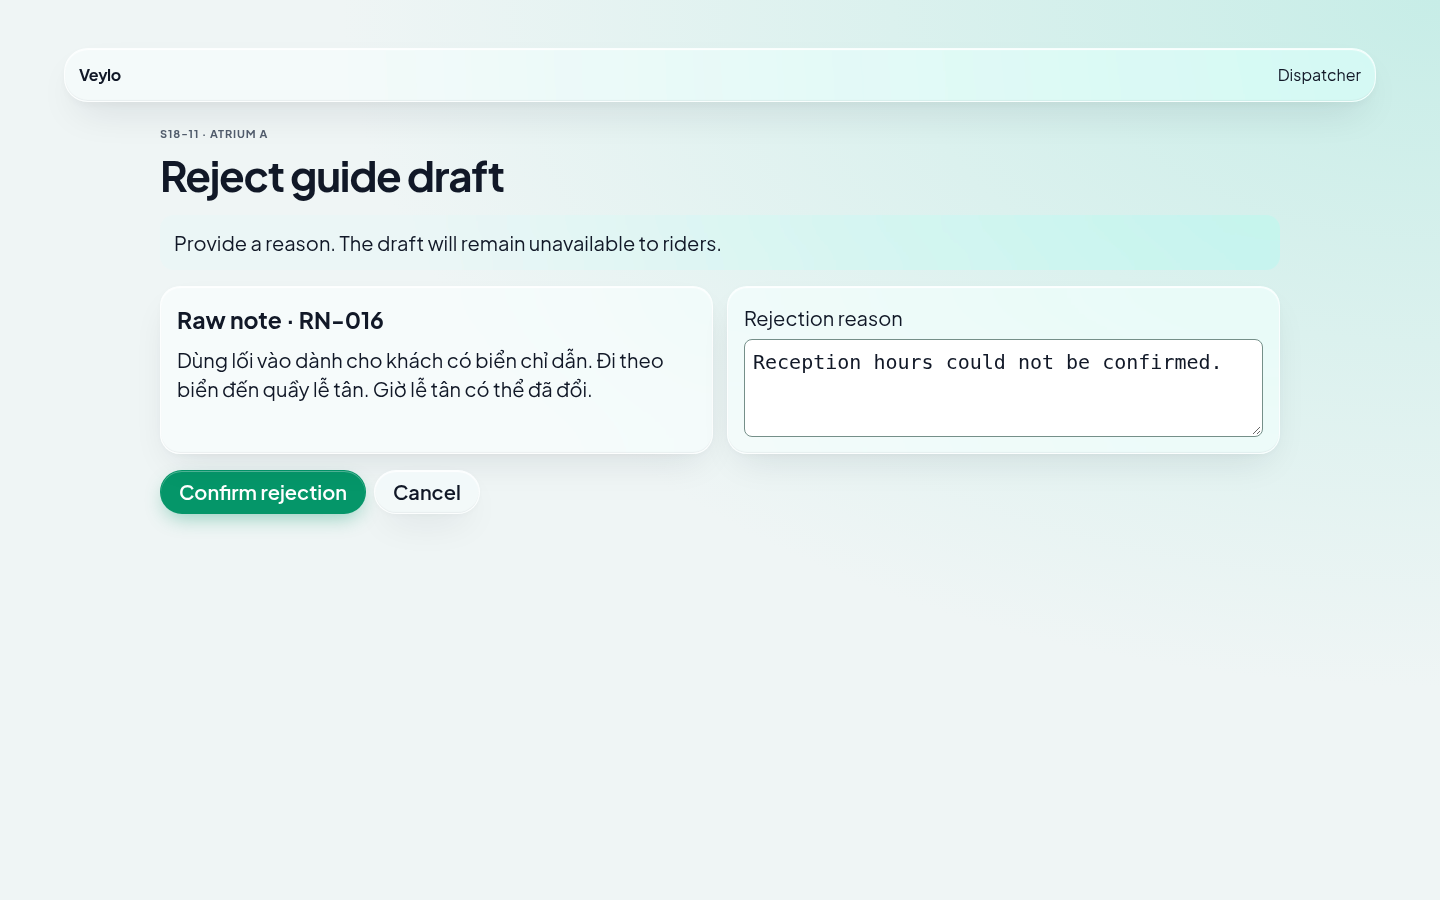 Veylo
Dispatcher
S18-11 · ATRIUM A
Reject guide draft
Provide a reason. The draft will remain unavailable to riders.
Raw note · RN-016
Dùng lối vào dành cho khách có biển chỉ dẫn. Đi theo
biển đến quầy lễ tân. Giờ lễ tân có thể đã đổi.
Rejection reason
Reception hours could not be confirmed.
Confirm rejection
Cancel